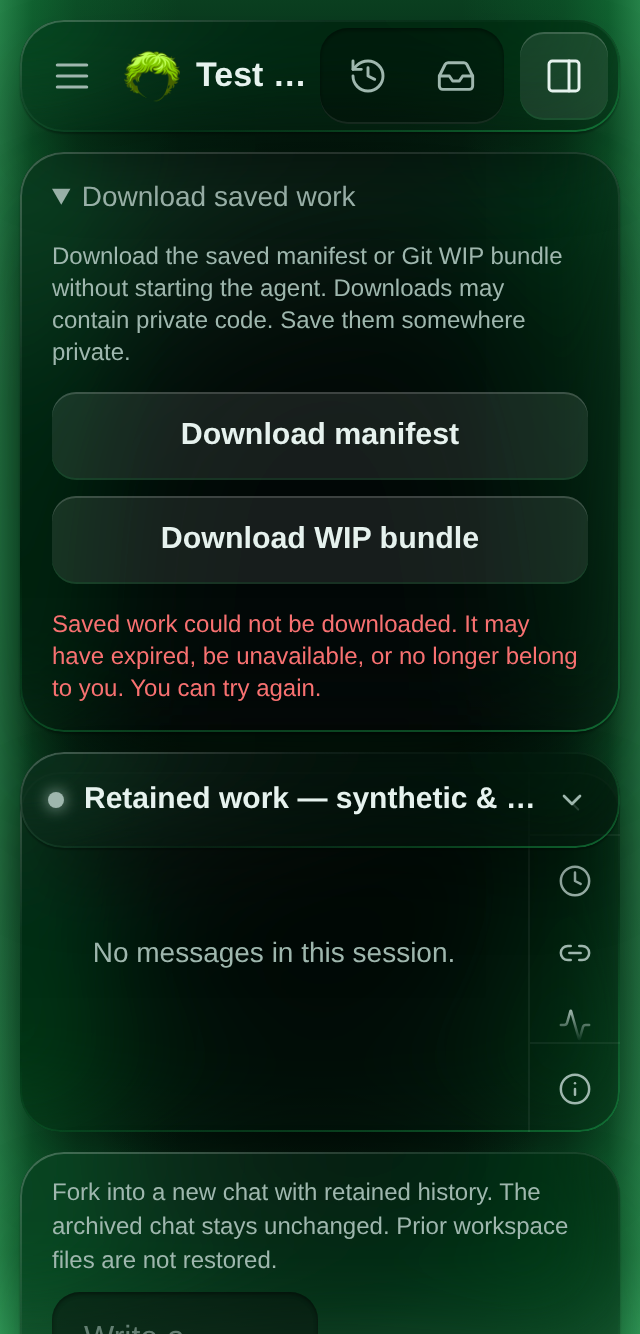 Test ...
Download saved work
Download the saved manifest or Git WIP bundle
without starting the agent. Downloads may
contain private code. Save them somewhere
private.
Download manifest
Download WIP bundle
Saved work could not be downloaded. It may
have expired, be unavailable, or no longer belong
to you. You can try again.
Retained work — synthetic & ...
No messages in this session.
Fork into a new chat with retained history. The
archived chat stays unchanged. Prior workspace
files are not restored.
Write a